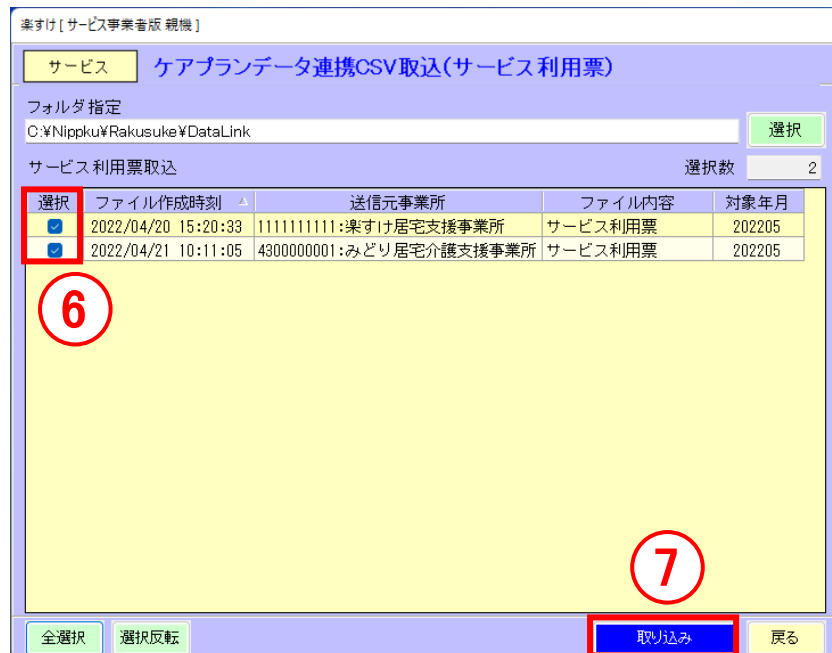 楽すけ [ サービス事業者版 親機 ]
サービス ケアプランデータ連携CSV取込(サービス利用票)
フォルダ指定
C:¥Nippku¥Rakusuke¥DataLink 選択
サービス利用票取込 選択数 2
選択 ファイル作成時刻 送信元事業所 ファイル内容 対象年月
2022/04/20 15:20:33 1111111111:楽すけ居宅支援事業所 サービス利用票 202205
2022/04/21 10:11:05 4300000001:みどり居宅介護支援事業所 サービス利用票 202205
6
7
全選択 選択反転 取り込み 戻る